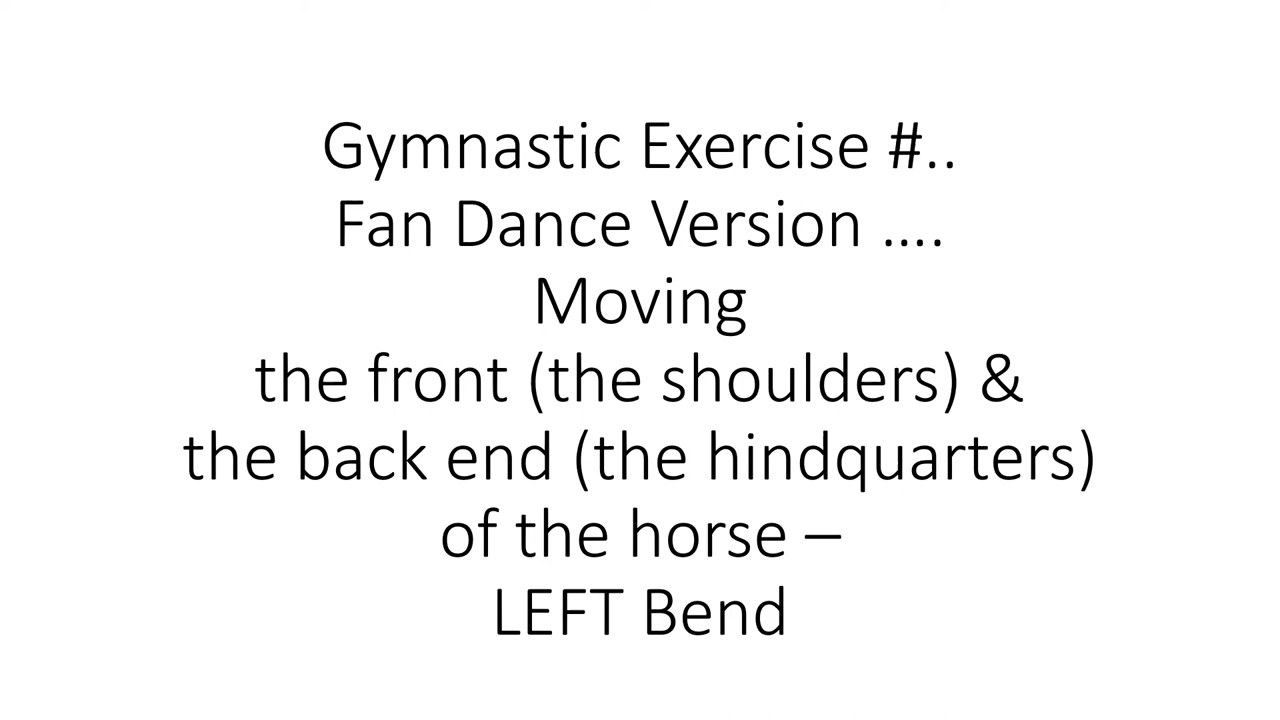 Gymnastic Exercise #..
Fan Dance Version ....
Moving
the front (the shoulders) &
the back end (the hindquarters)
of the horse –
LEFT Bend